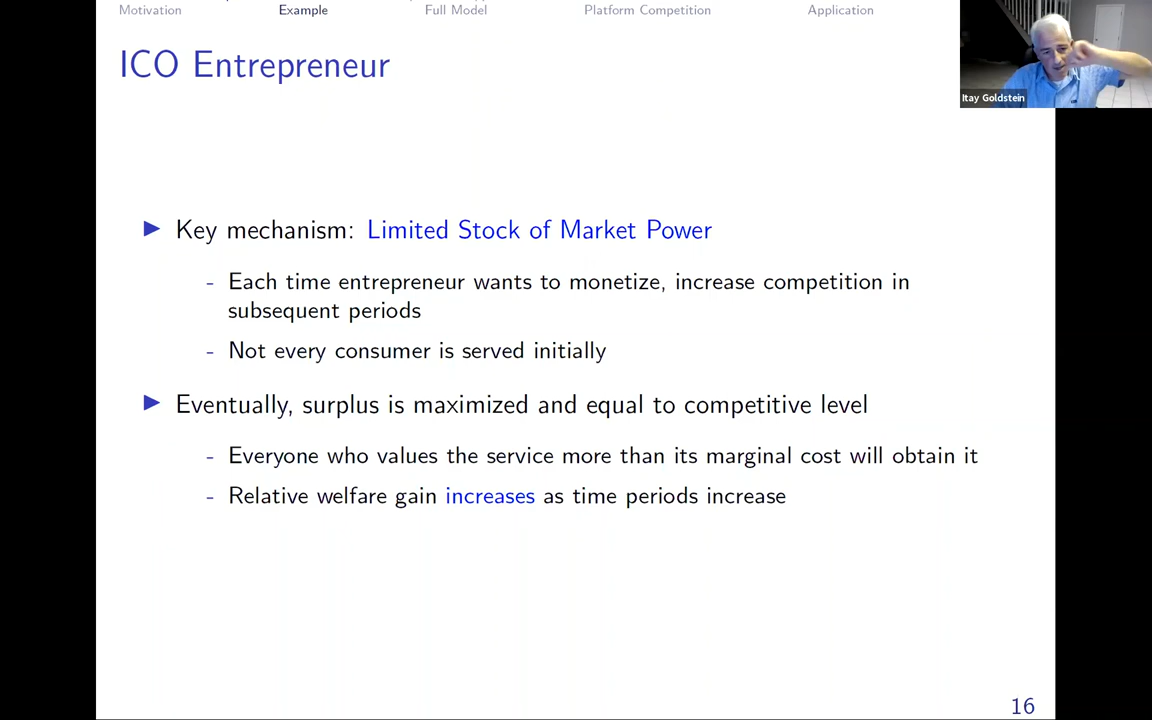 Motivation Example Full Model Platform Competition Application
ICO Entrepreneur
Itay Goldstein
Key mechanism: Limited Stock of Market Power
- Each time entrepreneur wants to monetize, increase competition in
subsequent periods
- Not every consumer is served initially
Eventually, surplus is maximized and equal to competitive level
- Everyone who values the service more than its marginal cost will obtain it
- Relative welfare gain increases as time periods increase
16